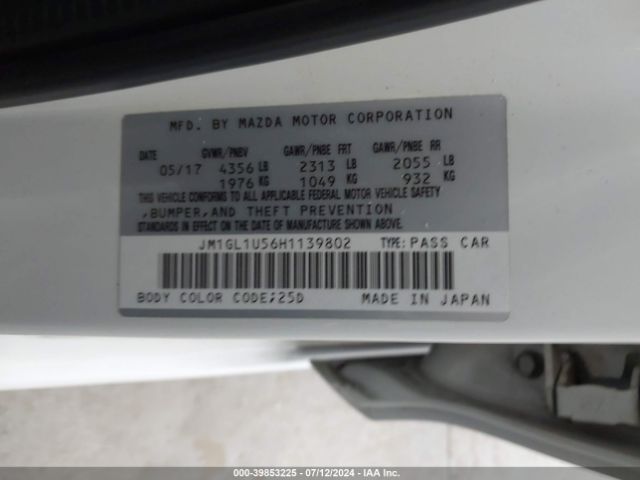 MFD. BY MAZDA MOTOR CORPORATION
DATE GVWR/PNBV GAWR/PNBE FRT GAWR/PNBE RR
05/17 4356 LB 2313 LB 2055 LB
1976 KG 1049 KG 932 KG
THIS VEHICLE CONFORMS TO ALL APPLICABLE FEDERAL MOTOR VEHICLE SAFETY
,BUMPER,AND THEFT PREVENTION
STANDARDS IN EFFECT ON THE DATE OF MANUFACTURE SHOWN ABOVE.
JM1GL1U56H1139802 TYPE: PASS CAR
BODY COLOR CODE:25D MADE IN JAPAN
000-39853225 - 07/12/2024 - IAA Inc.